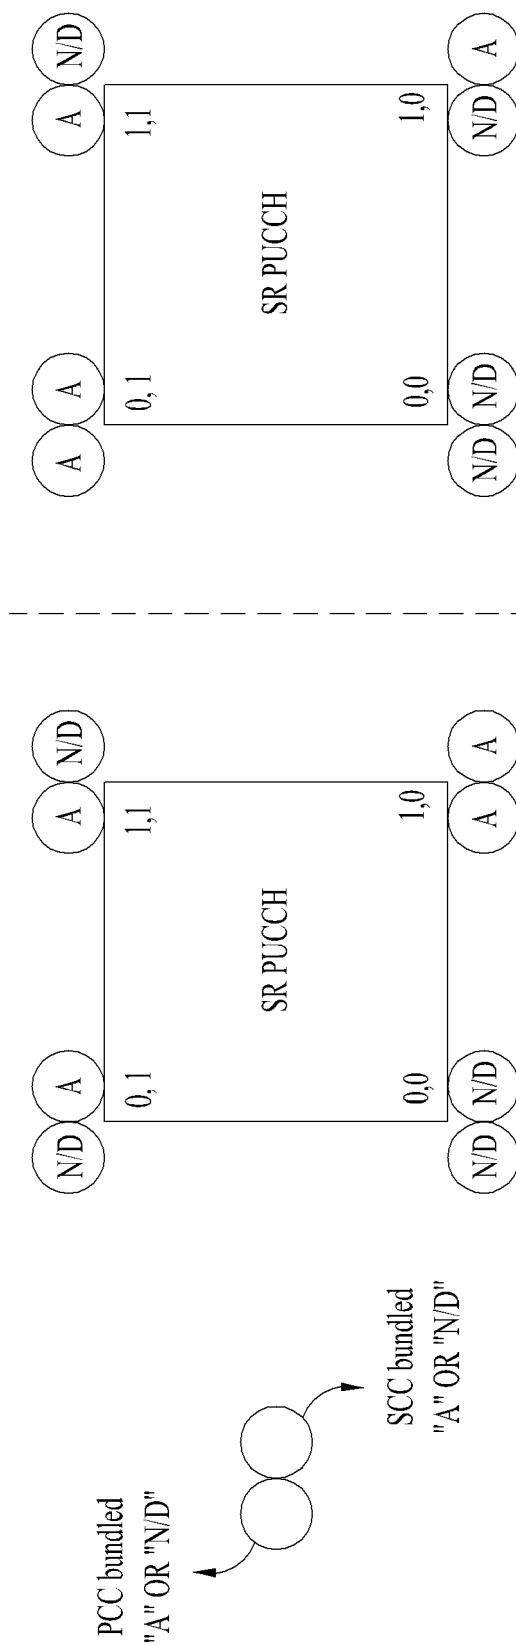 PCC bundled
"A" OR "N/D"
SCC bundled
"A" OR "N/D"
N/D A
A N/D
0,1
1,1
SR PUCCH
0,0
1,0
N/D N/D
A A
A A
A N/D
0,1
1,1
SR PUCCH
0,0
1,0
N/D N/D
N/D A